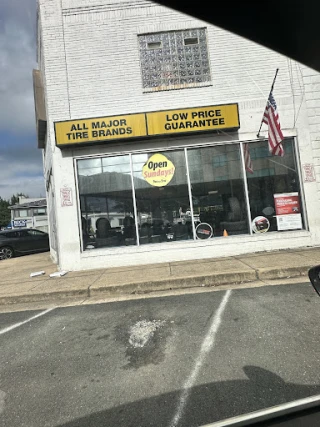 ALL MAJOR
TIRE BRANDS
LOW PRICE
GUARANTEE
Open
Sundays!